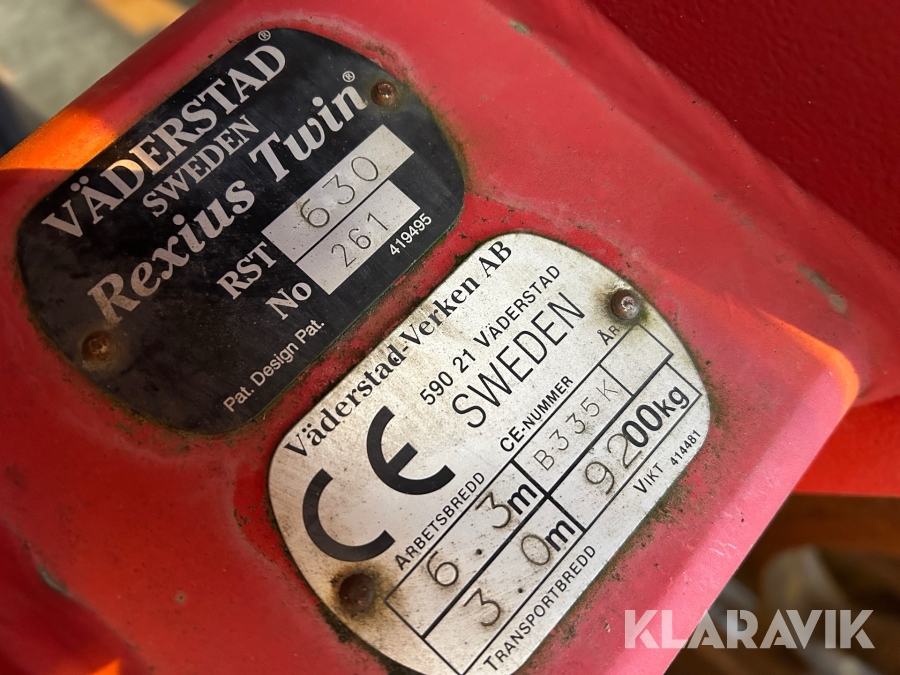 VÄDERSTAD®
SWEDEN
Rexius Twin®
RST 630
No 261
419495
Pat. Design Pat.
Väderstad-Verken AB
590 21 VÄDERSTAD
SWEDEN
CE
CE-NUMMER ÅR
B335K
ARBETSBREDD
6.3m
9200kg
3.0m
VIKT 414481
TRANSPORTBREDD
KLARAVIK